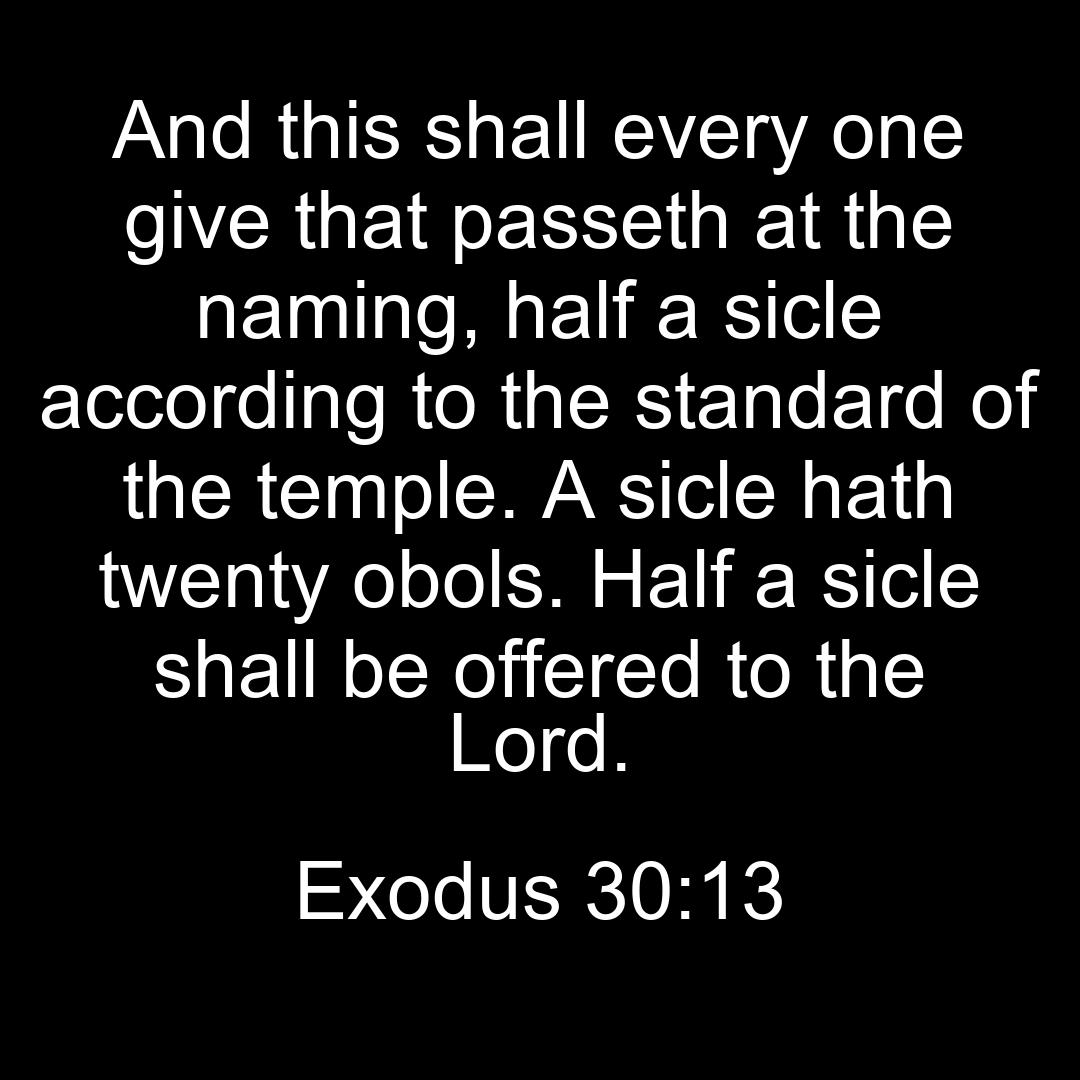 And this shall every one
give that passeth at the
naming, half a sicle
according to the standard of
the temple. A sicle hath
twenty obols. Half a sicle
shall be offered to the
Lord.
Exodus 30:13